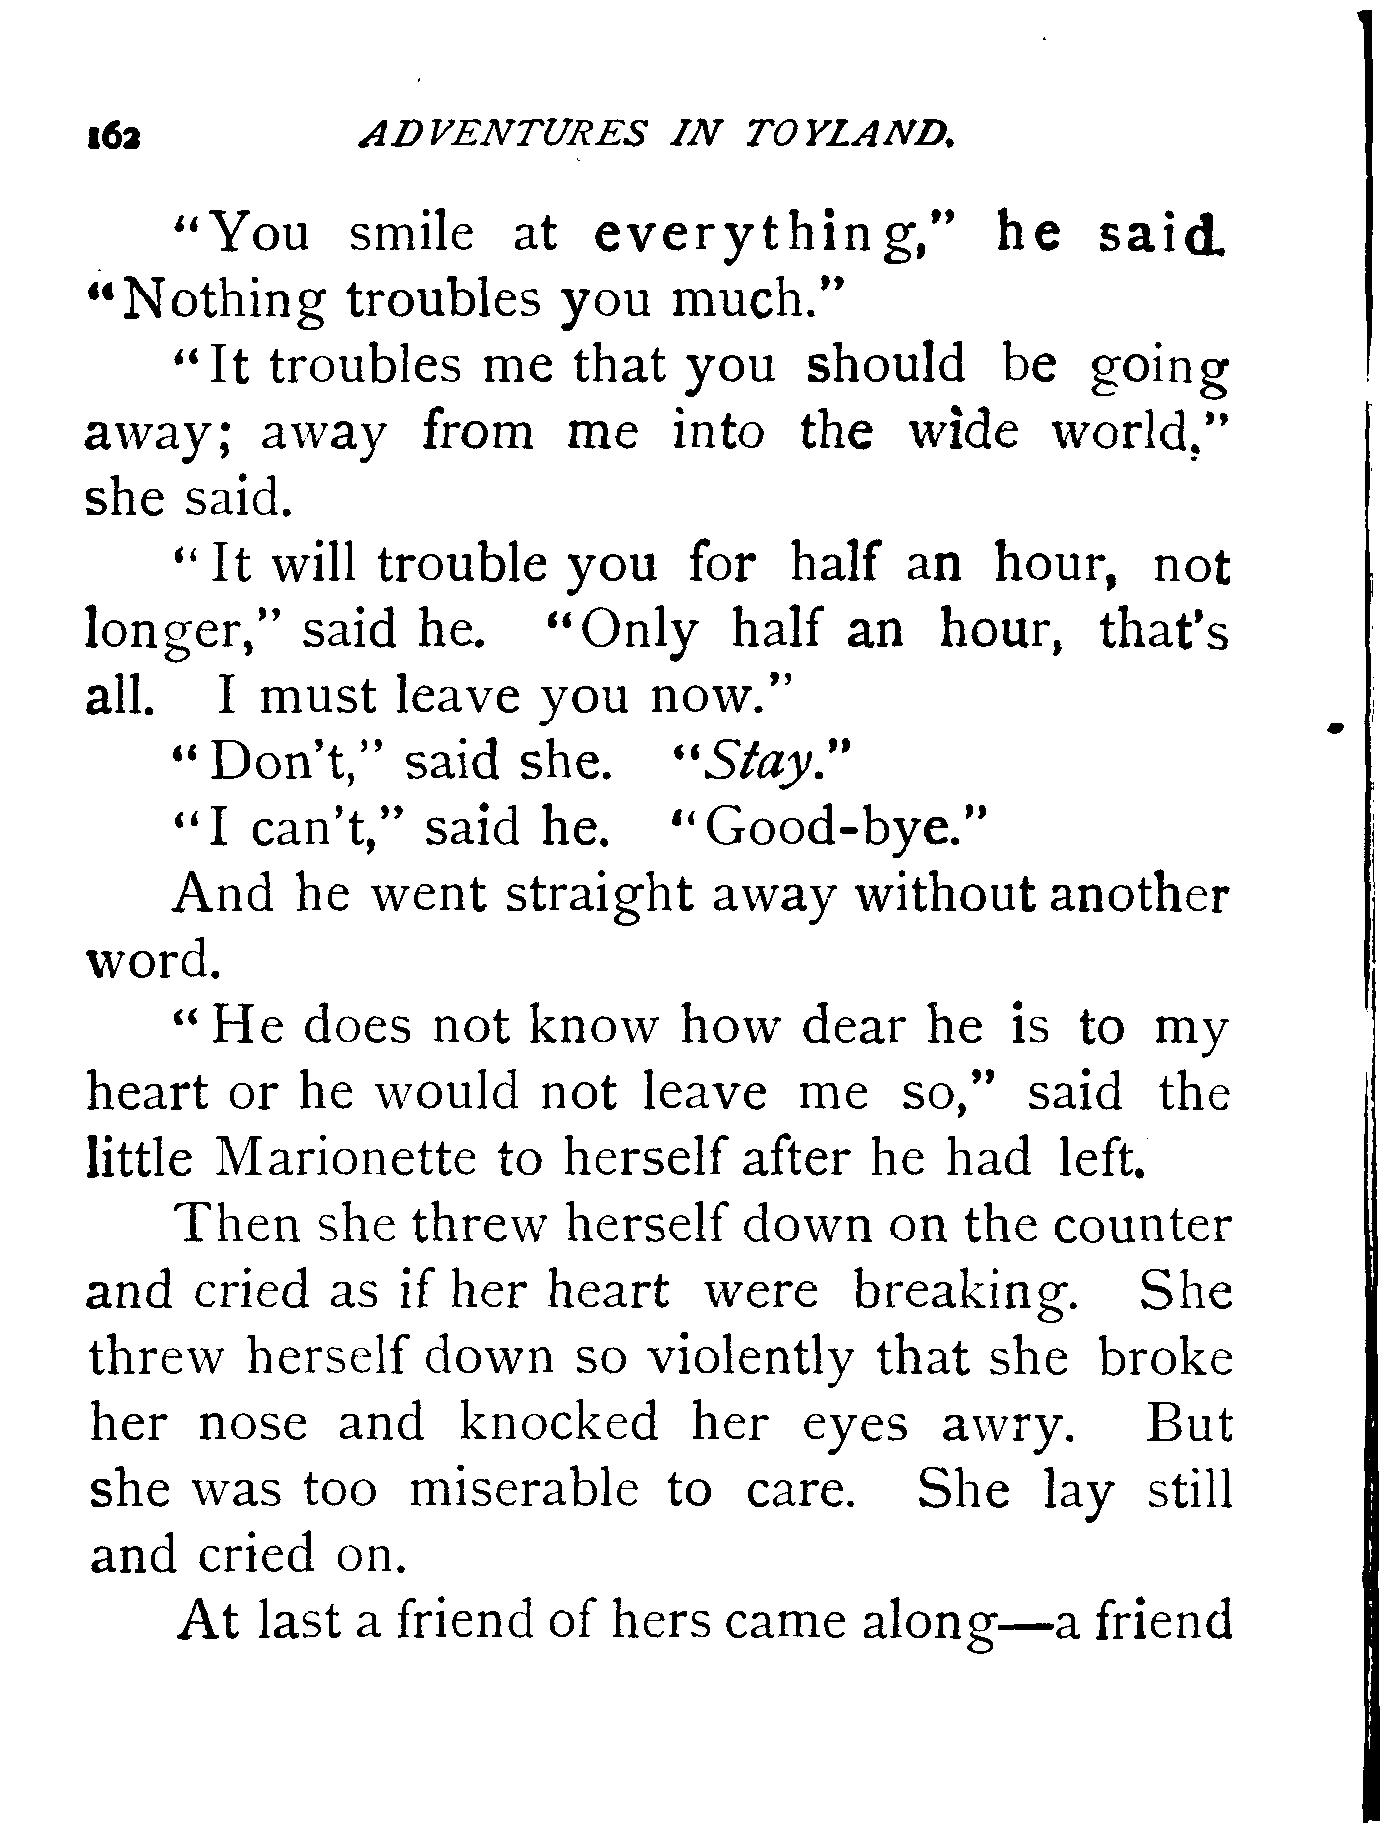 162 ADVENTURES IN TOYLAND.
"You smile at everything," he said.
"Nothing troubles you much."
"It troubles me that you should be going
away; away from me into the wide world,"
she said.
"It will trouble you for half an hour, not
longer," said he. "Only half an hour, that's
all. I must leave you now."
"Don't," said she. "Stay."
"I can't," said he. "Good-bye."
And he went straight away without another
word.
"He does not know how dear he is to my
heart or he would not leave me so," said the
little Marionette to herself after he had left.
Then she threw herself down on the counter
and cried as if her heart were breaking. She
threw herself down so violently that she broke
her nose and knocked her eyes awry. But
she was too miserable to care. She lay still
and cried on.
At last a friend of hers came along—a friend